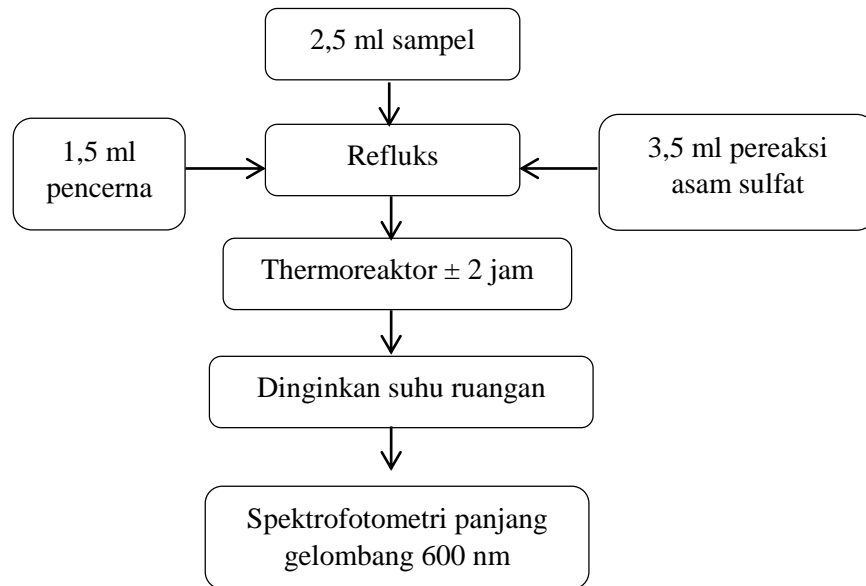 2,5 ml sampel
1,5 ml
pencerna
Refluks
3,5 ml pereaksi
asam sulfat
Thermoreaktor ± 2 jam
Dinginkan suhu ruangan
Spektrofotometri panjang
gelombang 600 nm